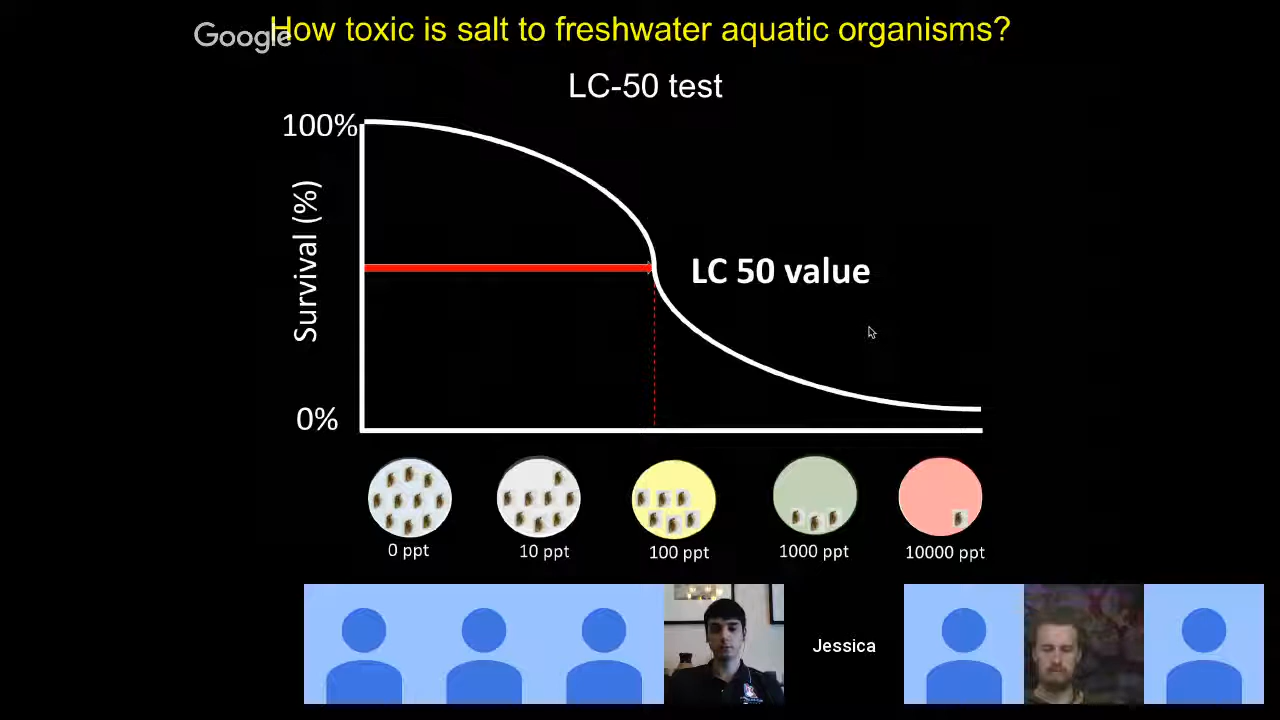 How toxic is salt to freshwater aquatic organisms?
Google
LC-50 test
100%
Survival (%)
LC 50 value
0%
0 ppt
10 ppt
100 ppt
1000 ppt
10000 ppt
Jessica